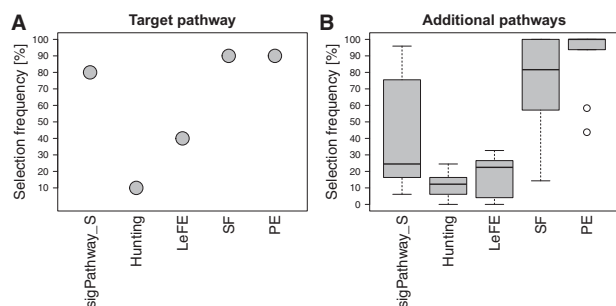 A
Target pathway
Selection frequency [%]
100
90
80
70
60
50
40
30
20
10
sigPathway_S
Hunting
LeFE
SF
PE
B
Additional pathways
Selection frequency [%]
100
90
80
70
60
50
40
30
20
10
0
sigPathway_S
Hunting
LeFE
SF
PE